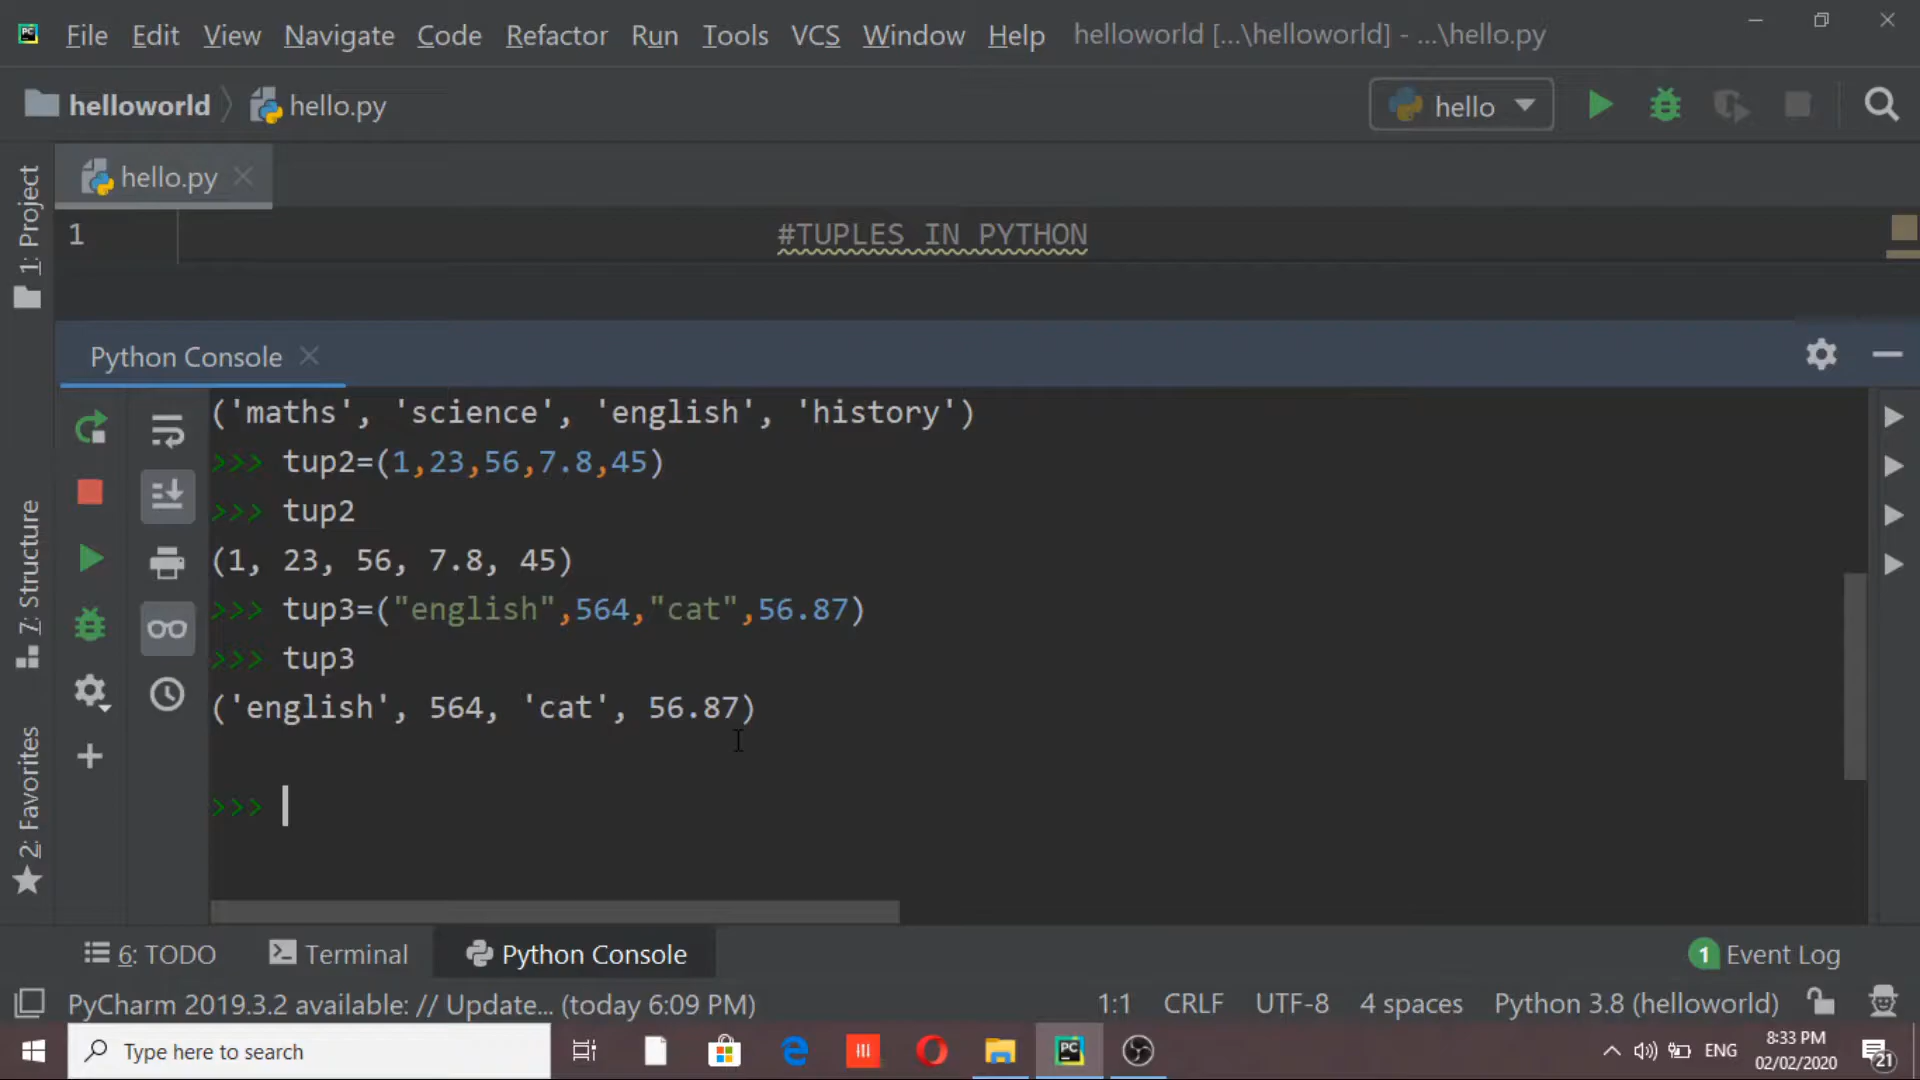 File Edit View Navigate Code Refactor Run Tools VCS Window Help helloworld [...\helloworld] - ...\hello.py
helloworld hello.py hello
hello.py
1 #TUPLES IN PYTHON
1: Project
7: Structure
2: Favorites
Python Console
('maths', 'science', 'english', 'history')
>>> tup2=(1,23,56,7.8,45)
>>> tup2
(1, 23, 56, 7.8, 45)
>>> tup3=("english",564,"cat",56.87)
>>> tup3
('english', 564, 'cat', 56.87)
>>>
6: TODO Terminal Python Console 1 Event Log
PyCharm 2019.3.2 available: // Update... (today 6:09 PM) 1:1 CRLF UTF-8 4 spaces Python 3.8 (helloworld)
Type here to search ENG 8:33 PM
02/02/2020 21